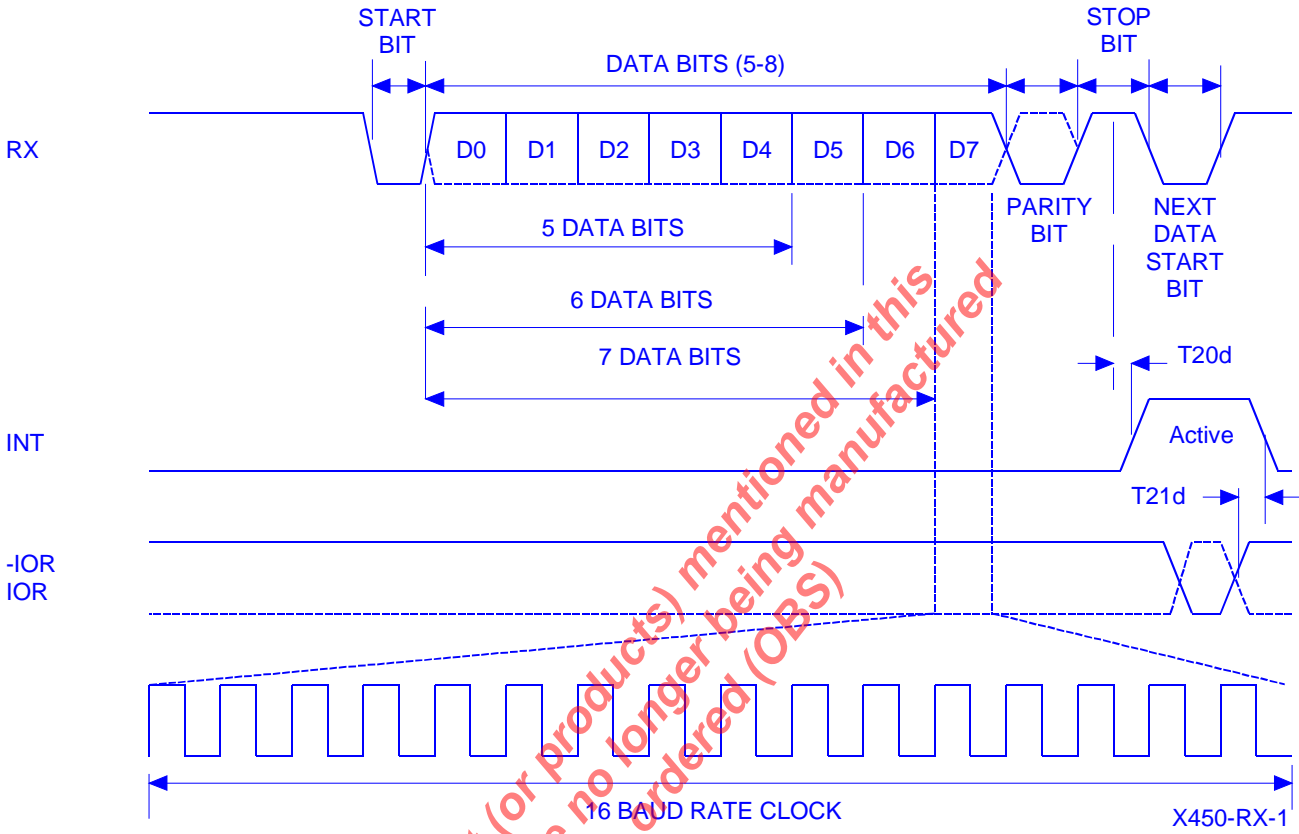 START
BIT
STOP
BIT
DATA BITS (5-8)
RX
D0 D1 D2 D3 D4 D5 D6 D7
PARITY
BIT
NEXT
DATA
START
BIT
5 DATA BITS
6 DATA BITS
7 DATA BITS
T20d
INT
Active
T21d
-IOR
IOR
16 BAUD RATE CLOCK
X450-RX-1
(or products) mentioned in this
no longer being manufactured
ordered (OBS)